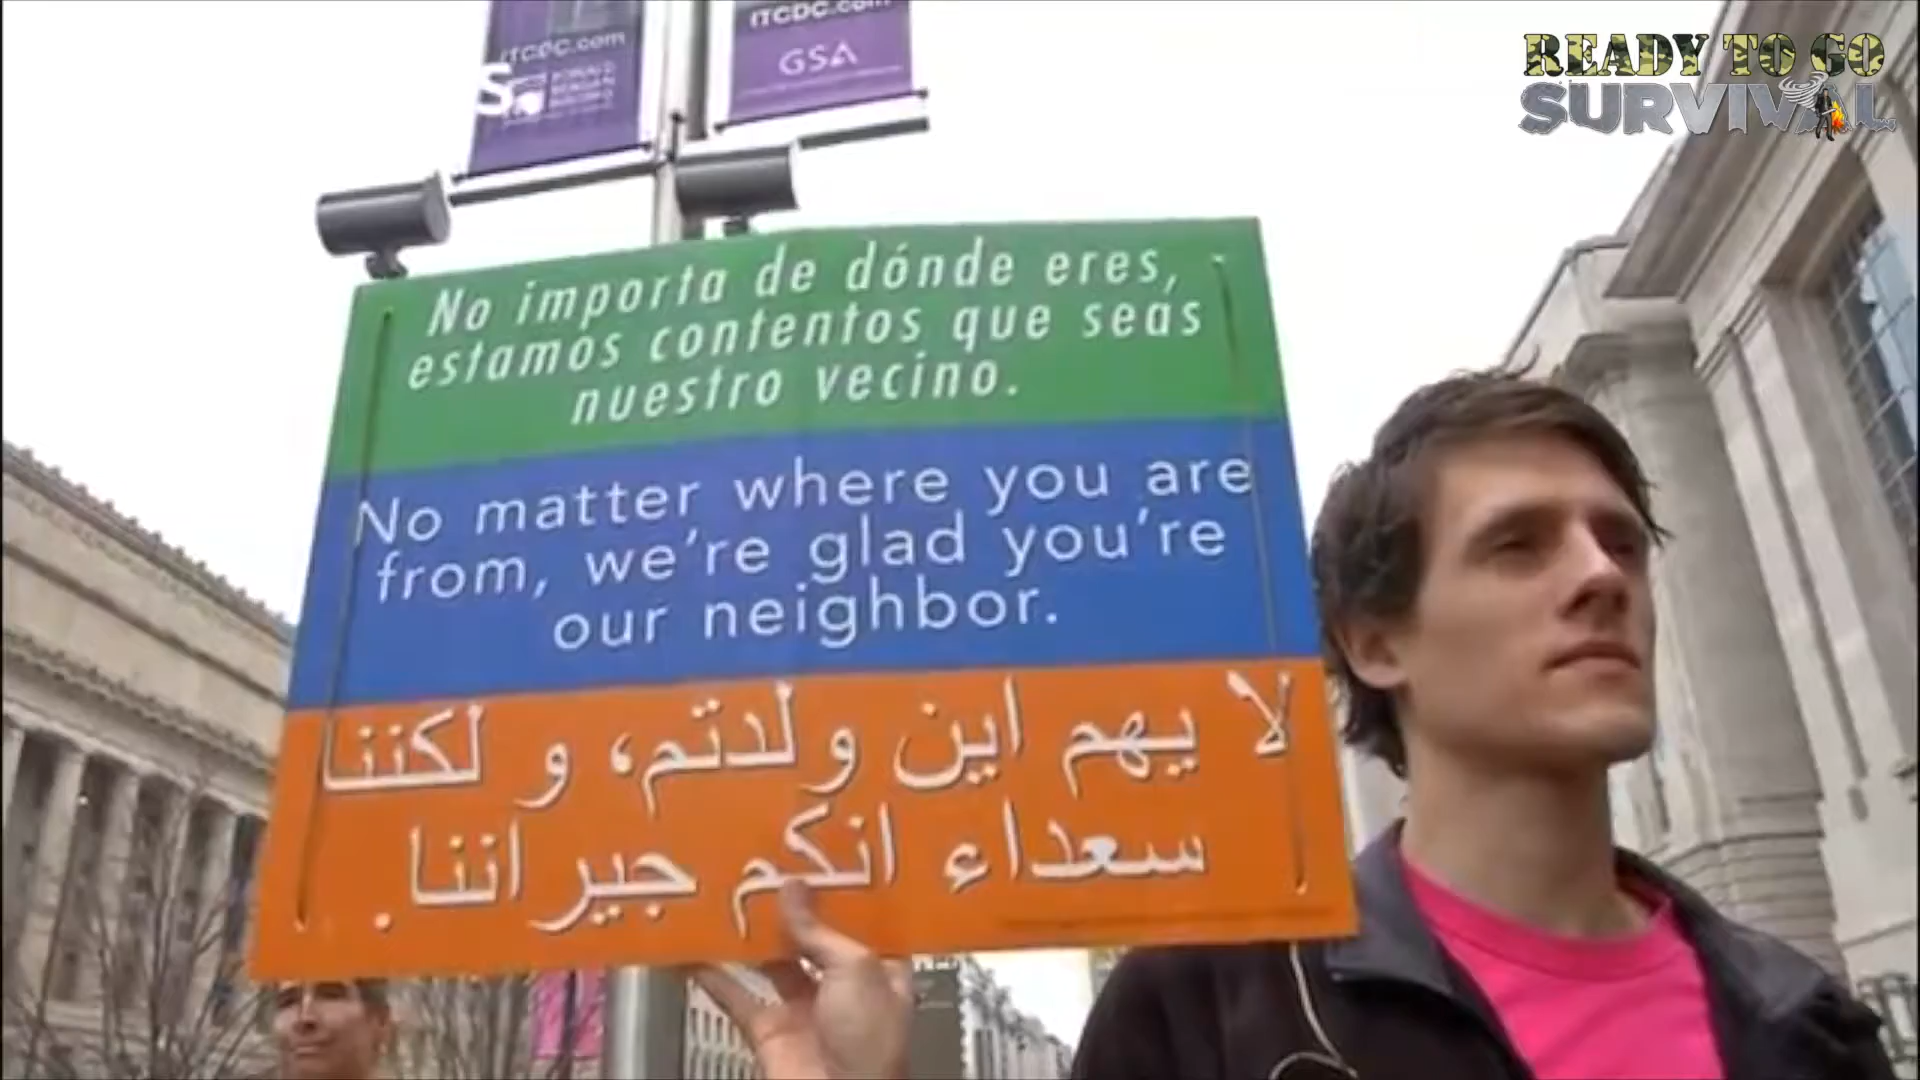 ITCDC.com
ITCDC.com
GSA
READY TO GO
SURVIVAL
No importa de dónde eres,
estamos contentos que seas
nuestro vecino.
No matter where you are
from, we're glad you're
our neighbor.
لا يهم اين ولدتم، و لكننا
سعداء انكم جيراننا.